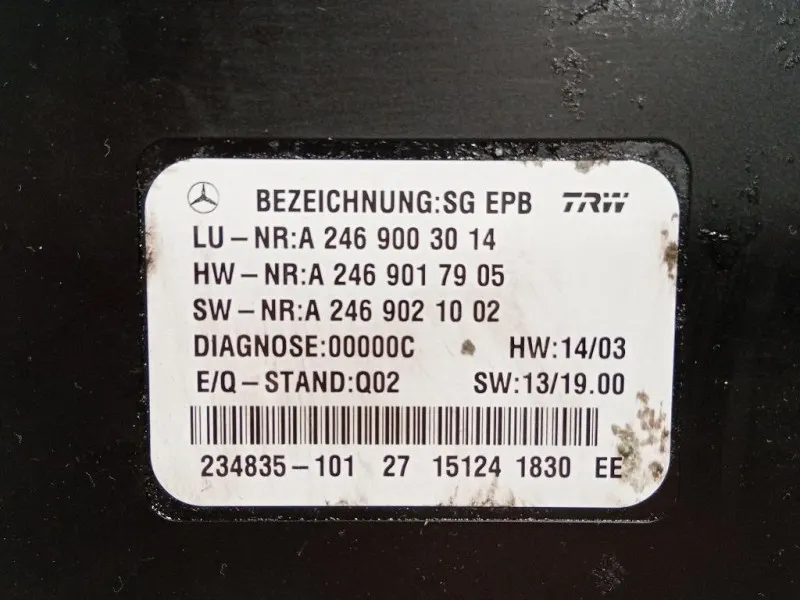 BEZEICHNUNG:SG EPB TRW
LU-NR:A 246 900 30 14
HW-NR:A 246 901 79 05
SW-NR:A 246 902 10 02
DIAGNOSE:00000C HW:14/03
E/Q-STAND:Q02 SW:13/19.00
234835-101 27 15124 1830 EE